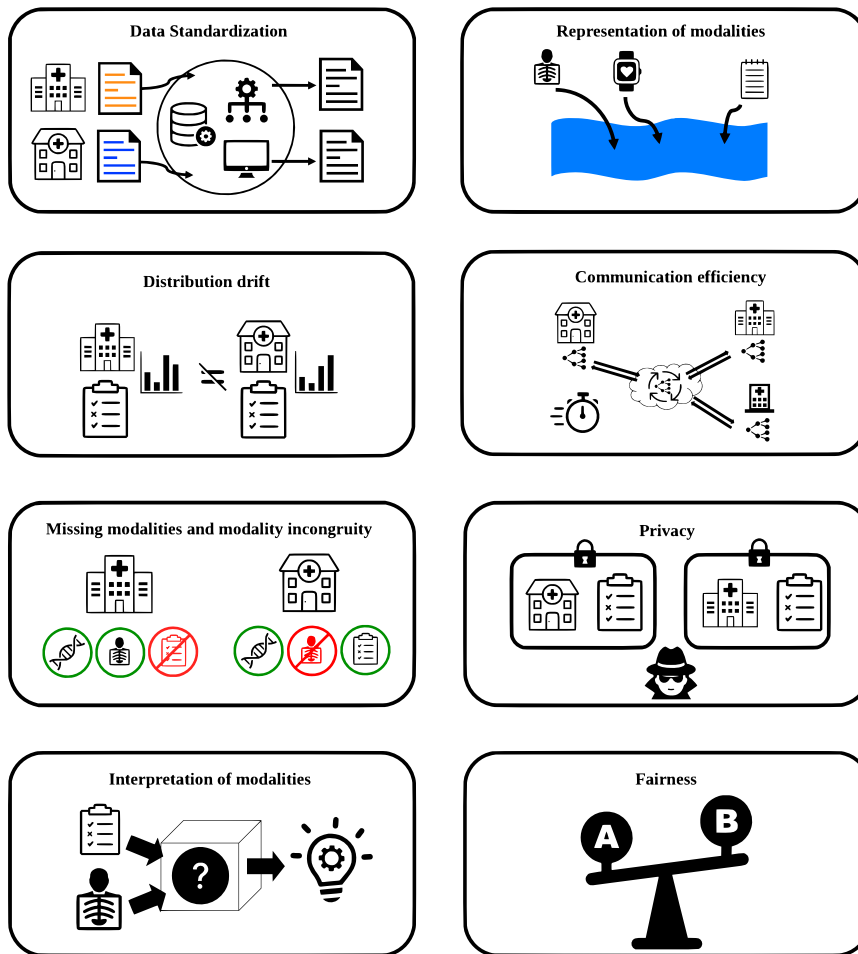 Data Standardization
Representation of modalities
Distribution drift
Communication efficiency
Missing modalities and modality incongruity
Privacy
Interpretation of modalities
?
Fairness
A
B